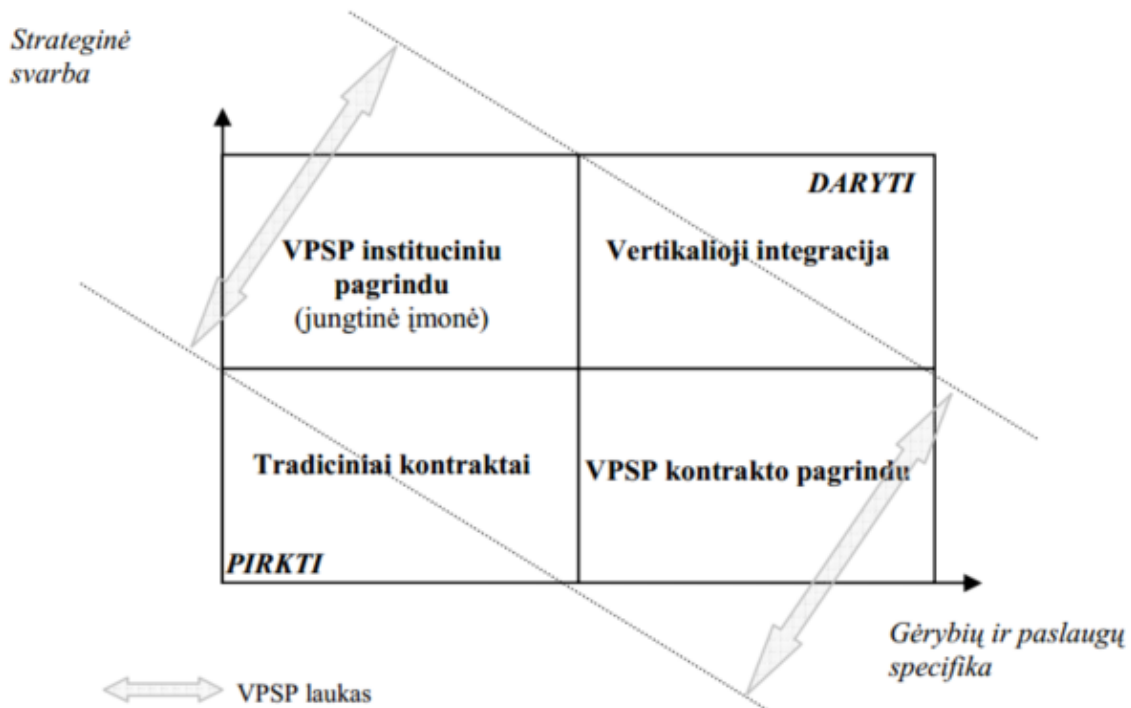 Strateginė
svarba
DARYTI
VPSP instituciniu
pagrindu
(jungtinė įmonė)
Vertikalioji integracija
Tradiciniai kontraktai
VPSP kontrakto pagrindu
PIRKTI
Gėrybių ir paslaugų
specifika
VPSP laukas